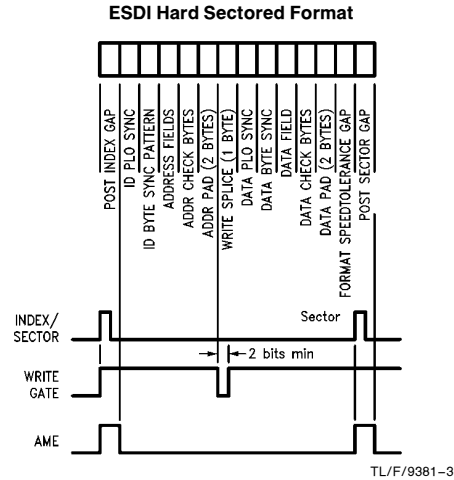 ESDI Hard Sectored Format
POST INDEX GAP
ID PLO SYNC
ID BYTE SYNC PATTERN
ADDRESS FIELDS
ADDR CHECK BYTES
ADDR PAD (2 BYTES)
WRITE SPLICE (1 BYTE)
DATA PLO SYNC
DATA BYTE SYNC
DATA FIELD
DATA CHECK BYTES
DATA PAD (2 BYTES)
FORMAT SPEEDTOLERANCE GAP
POST SECTOR GAP
INDEX/
SECTOR
Sector
2 bits min
WRITE
GATE
AME
TL/F/9381–3